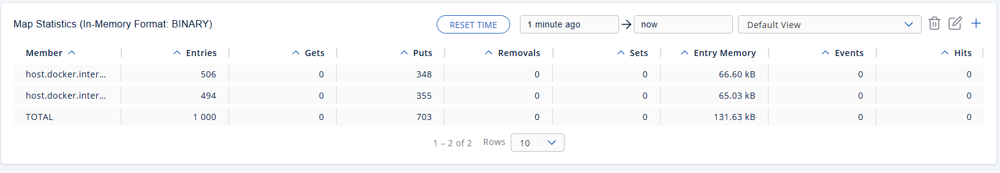 Map Statistics (In-Memory Format: BINARY) RESET TIME 1 minute ago now Default View
Member Entries Gets Puts Removals Sets Entry Memory Events Hits
host.docker.inter... 506 0 348 0 0 66.60 kB 0 0
host.docker.inter... 494 0 355 0 0 65.03 kB 0 0
TOTAL 1 000 0 703 0 0 131.63 kB 0 0
1 – 2 of 2 Rows 10